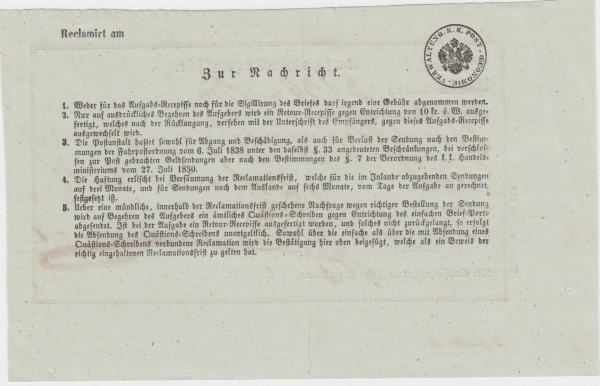 Reclamirt am
VERWALTUNG. K. K. POST - OECONOMIE
Zur Nachricht.
1. Weder für das Aufgabs-Recepisse noch für die Sigillirung des Briefes darf irgend eine Gebühr abgenommen werden.
2. Nur auf ausdrückliches Begehren des Aufgebers wird ein Retour-Recepisse gegen Entrichtung von 10 kr. ö. W. ausge-
fertigt, welches nach der Rücklangung, versehen mit der Unterschrift des Empfängers, gegen dieses Aufgabs-Recepisse
ausgewechselt wird.
3. Die Postanstalt haftet sowohl für Abgang und Beschädigung, als auch für Verlust der Sendung nach den Bestim-
mungen der Fahrpostordnung vom 6. Juli 1838 unter den daselbst § 33 angedeuteten Beschränkungen, bei verschlos-
sen zur Post gebrachten Geldsendungen aber nach den Bestimmungen des § 7 der Verordnung des k. k. Handels-
ministeriums vom 27. Juli 1850.
4. Die Haftung erlischt bei Versäumung der Reclamationsfrist, welche für die im Inlande abzugebenden Sendungen
auf drei Monate, und für Sendungen nach dem Auslande auf sechs Monate, vom Tage der Aufgabe an gerechnet,
festgesetzt ist.
5. Ueber eine mündliche, innerhalb der Reclamationsfrist geschehene Nachfrage wegen richtiger Bestellung der Sendung
wird auf Begehren des Aufgebers ein ämtliches Quästions-Schreiben gegen Entrichtung des einfachen Brief-Porto
abgesendet. Ist bei der Aufgabe ein Retour-Recepisse ausgefertigt worden, und solches nicht zurückgelangt, so erfolgt
die Absendung des Quästions-Schreibens unentgeltlich. Sowohl über die einfache als über die mit Absendung eines
Quästions-Schreibens verbundene Reclamation wird die Bestätigung hier oben beigefügt, welche als ein Beweis der
richtig eingehaltenen Reclamationsfrist zu gelten hat.